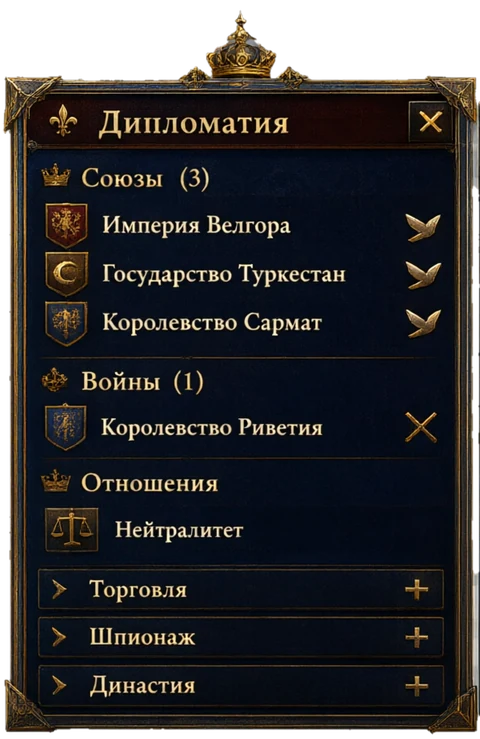 Дипломатия
Союзы (3)
Империя Велгора
Государство Туркестан
Королевство Сармат
Войны (1)
Королевство Риветия
Отношения
Нейтралитет
Торговля
Шпионаж
Династия